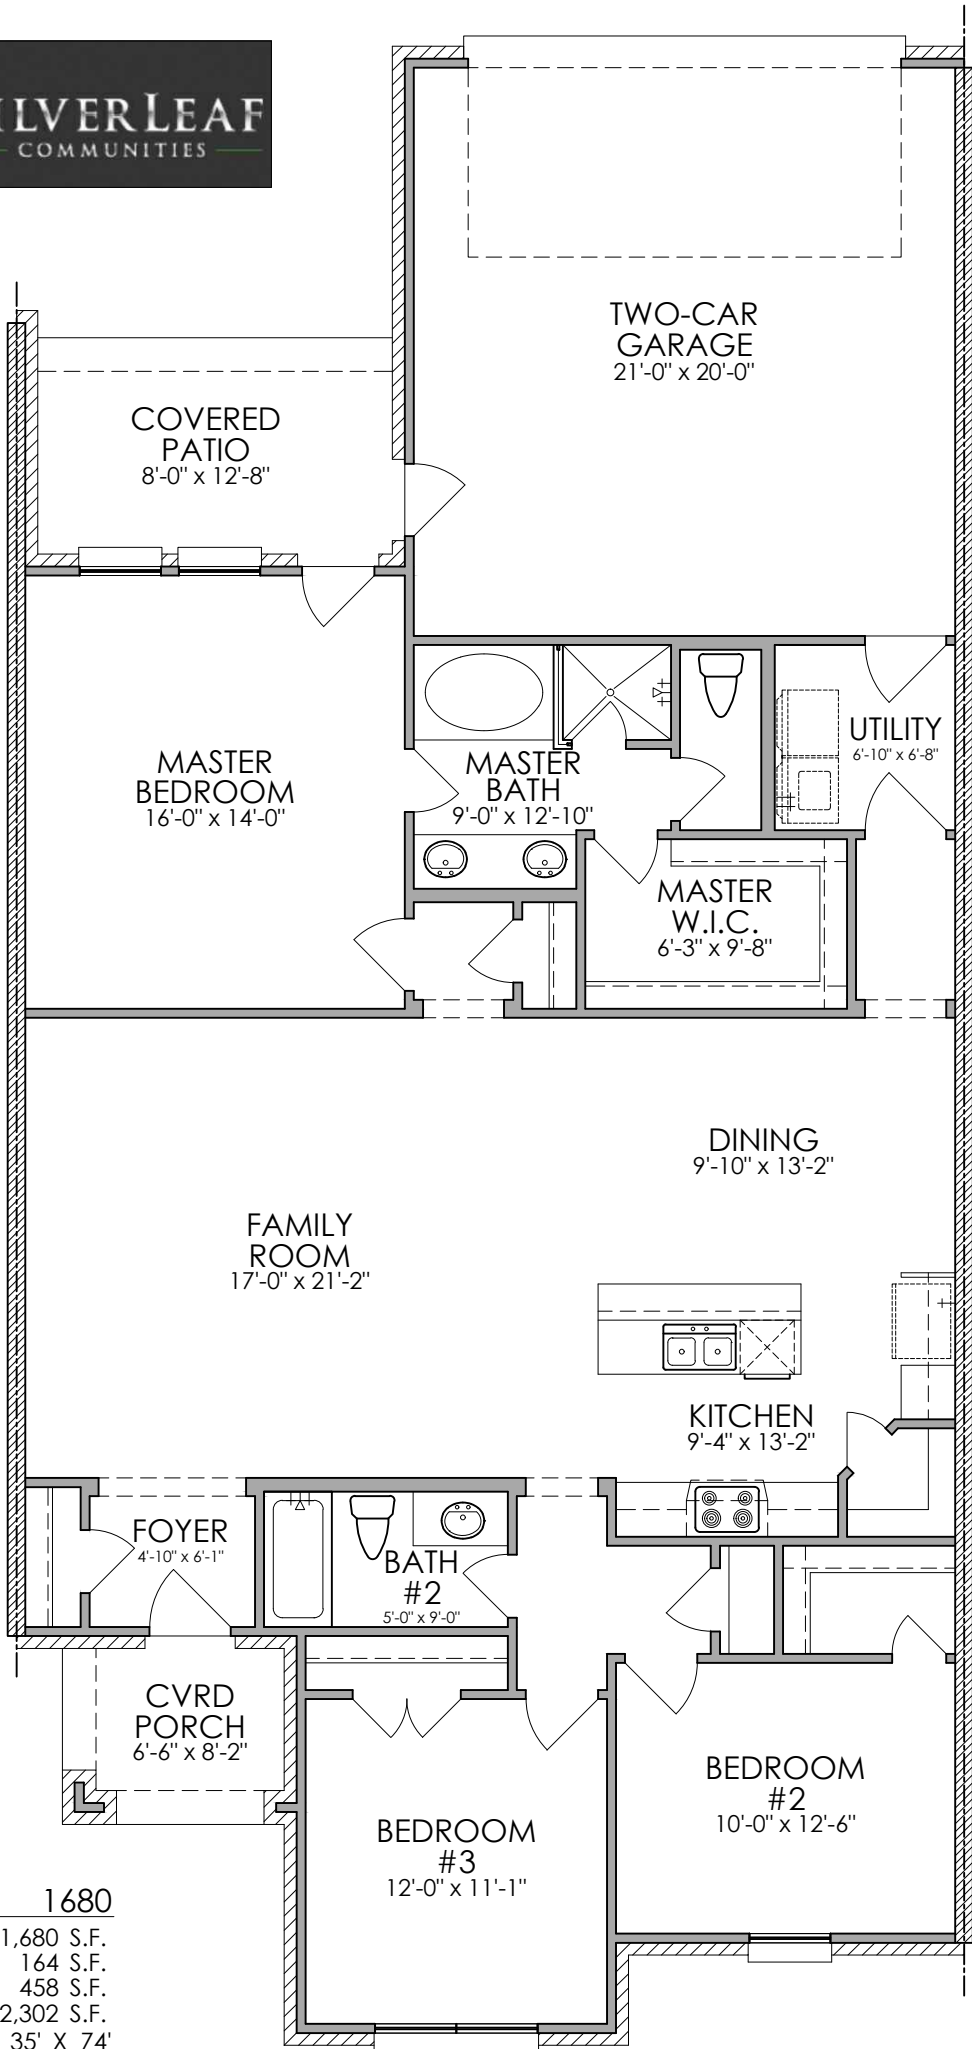 COMMUNITIES
TWO-CAR
GARAGE
21'-0" x 20'-0"
COVERED
PATIO
8'-0" x 12'-8"
MASTER
BEDROOM
16'-0" x 14'-0"
MASTER
BATH
9'-0" x 12'-10"
UTILITY
6'-10" x 6'-8"
MASTER
W.I.C.
6'-3" x 9'-8"
DINING
9'-10" x 13'-2"
FAMILY
ROOM
17'-0" x 21'-2"
KITCHEN
9'-4" x 13'-2"
FOYER
4'-10" x 6'-1"
BATH
#2
5'-0" x 9'-0"
CVRD
PORCH
6'-6" x 8'-2"
BEDROOM
#2
10'-0" x 12'-6"
BEDROOM
#3
12'-0" x 11'-1"
1680
1,680 S.F.
164 S.F.
458 S.F.
2,302 S.F.
35' X 74'